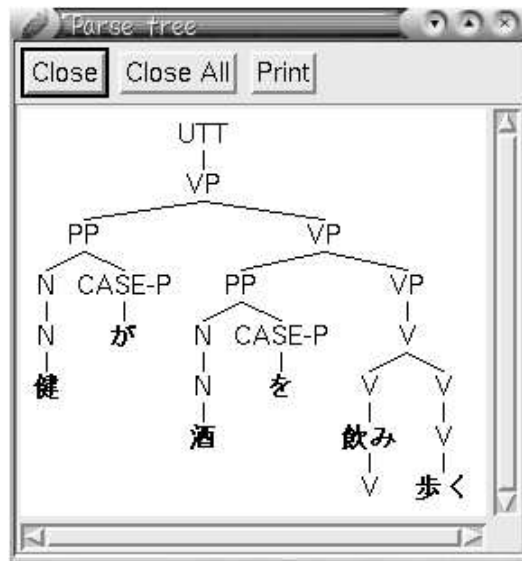 Parse tree
Close Close All Print
UTT
VP
PP VP
N CASE-P PP VP
N が N CASE-P V
健 N を V V
酒 飲み V
V 歩く